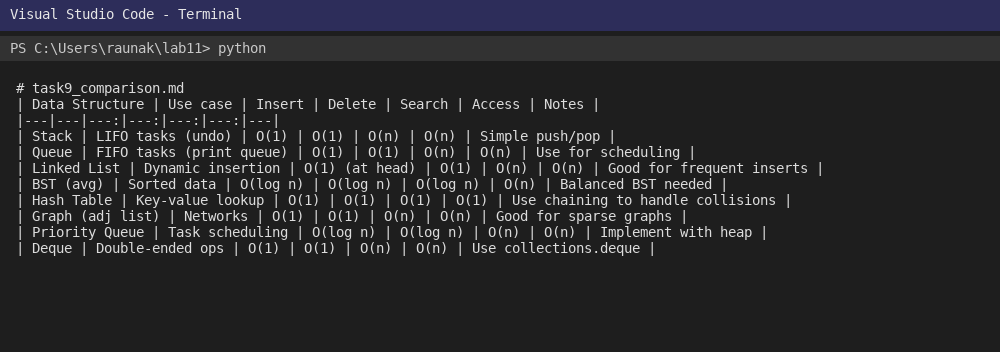 Visual Studio Code - Terminal
PS C:\Users\raunak\lab11> python
# task9_comparison.md
| Data Structure | Use case | Insert | Delete | Search | Access | Notes |
|---|---|---:|---:|---:|---:|---|
| Stack | LIFO tasks (undo) | O(1) | O(1) | O(n) | O(n) | Simple push/pop |
| Queue | FIFO tasks (print queue) | O(1) | O(1) | O(n) | O(n) | Use for scheduling |
| Linked List | Dynamic insertion | O(1) (at head) | O(1) | O(n) | O(n) | Good for frequent inserts |
| BST (avg) | Sorted data | O(log n) | O(log n) | O(log n) | O(n) | Balanced BST needed |
| Hash Table | Key-value lookup | O(1) | O(1) | O(1) | O(1) | Use chaining to handle collisions |
| Graph (adj list) | Networks | O(1) | O(1) | O(n) | O(n) | Good for sparse graphs |
| Priority Queue | Task scheduling | O(log n) | O(log n) | O(n) | O(n) | Implement with heap |
| Deque | Double-ended ops | O(1) | O(1) | O(n) | O(n) | Use collections.deque |